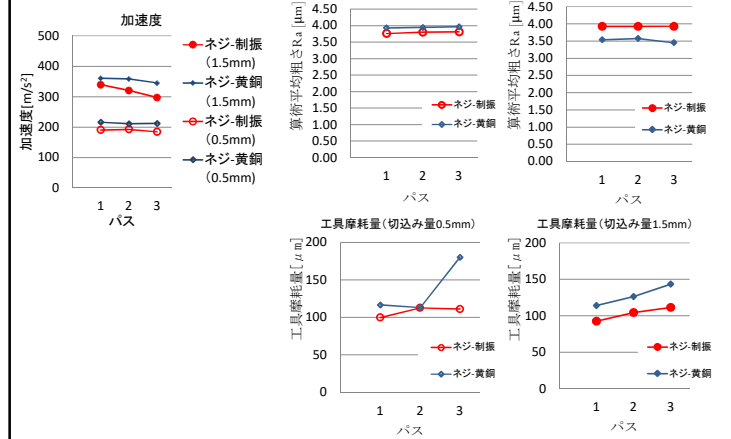 加速度
加速度[m/s²]
500
400
300
200
100
0
1 2 3
パス
ネジ-制振
（1.5mm)
ネジ-黄銅
（1.5mm)
ネジ-制振
（0.5mm)
ネジ-黄銅
（0.5mm)
算術平均粗さRa [μm]
4.50
4.00
3.50
3.00
2.50
2.00
1.50
1.00
0.50
0.00
1 2 3
パス
ネジ-制振
ネジ-黄銅
算術平均粗さRa [μm]
4.50
4.00
3.50
3.00
2.50
2.00
1.50
1.00
0.50
0.00
1 2 3
パス
ネジ-制振
ネジ-黄銅
工具摩耗量（切込み量0.5mm）
工具摩耗量[μm]
200
150
100
50
0
1 2 3
パス
ネジ-制振
ネジ-黄銅
工具摩耗量（切込み量1.5mm）
工具摩耗量[μm]
200
150
100
50
0
1 2 3
パス
ネジ-制振
ネジ-黄銅